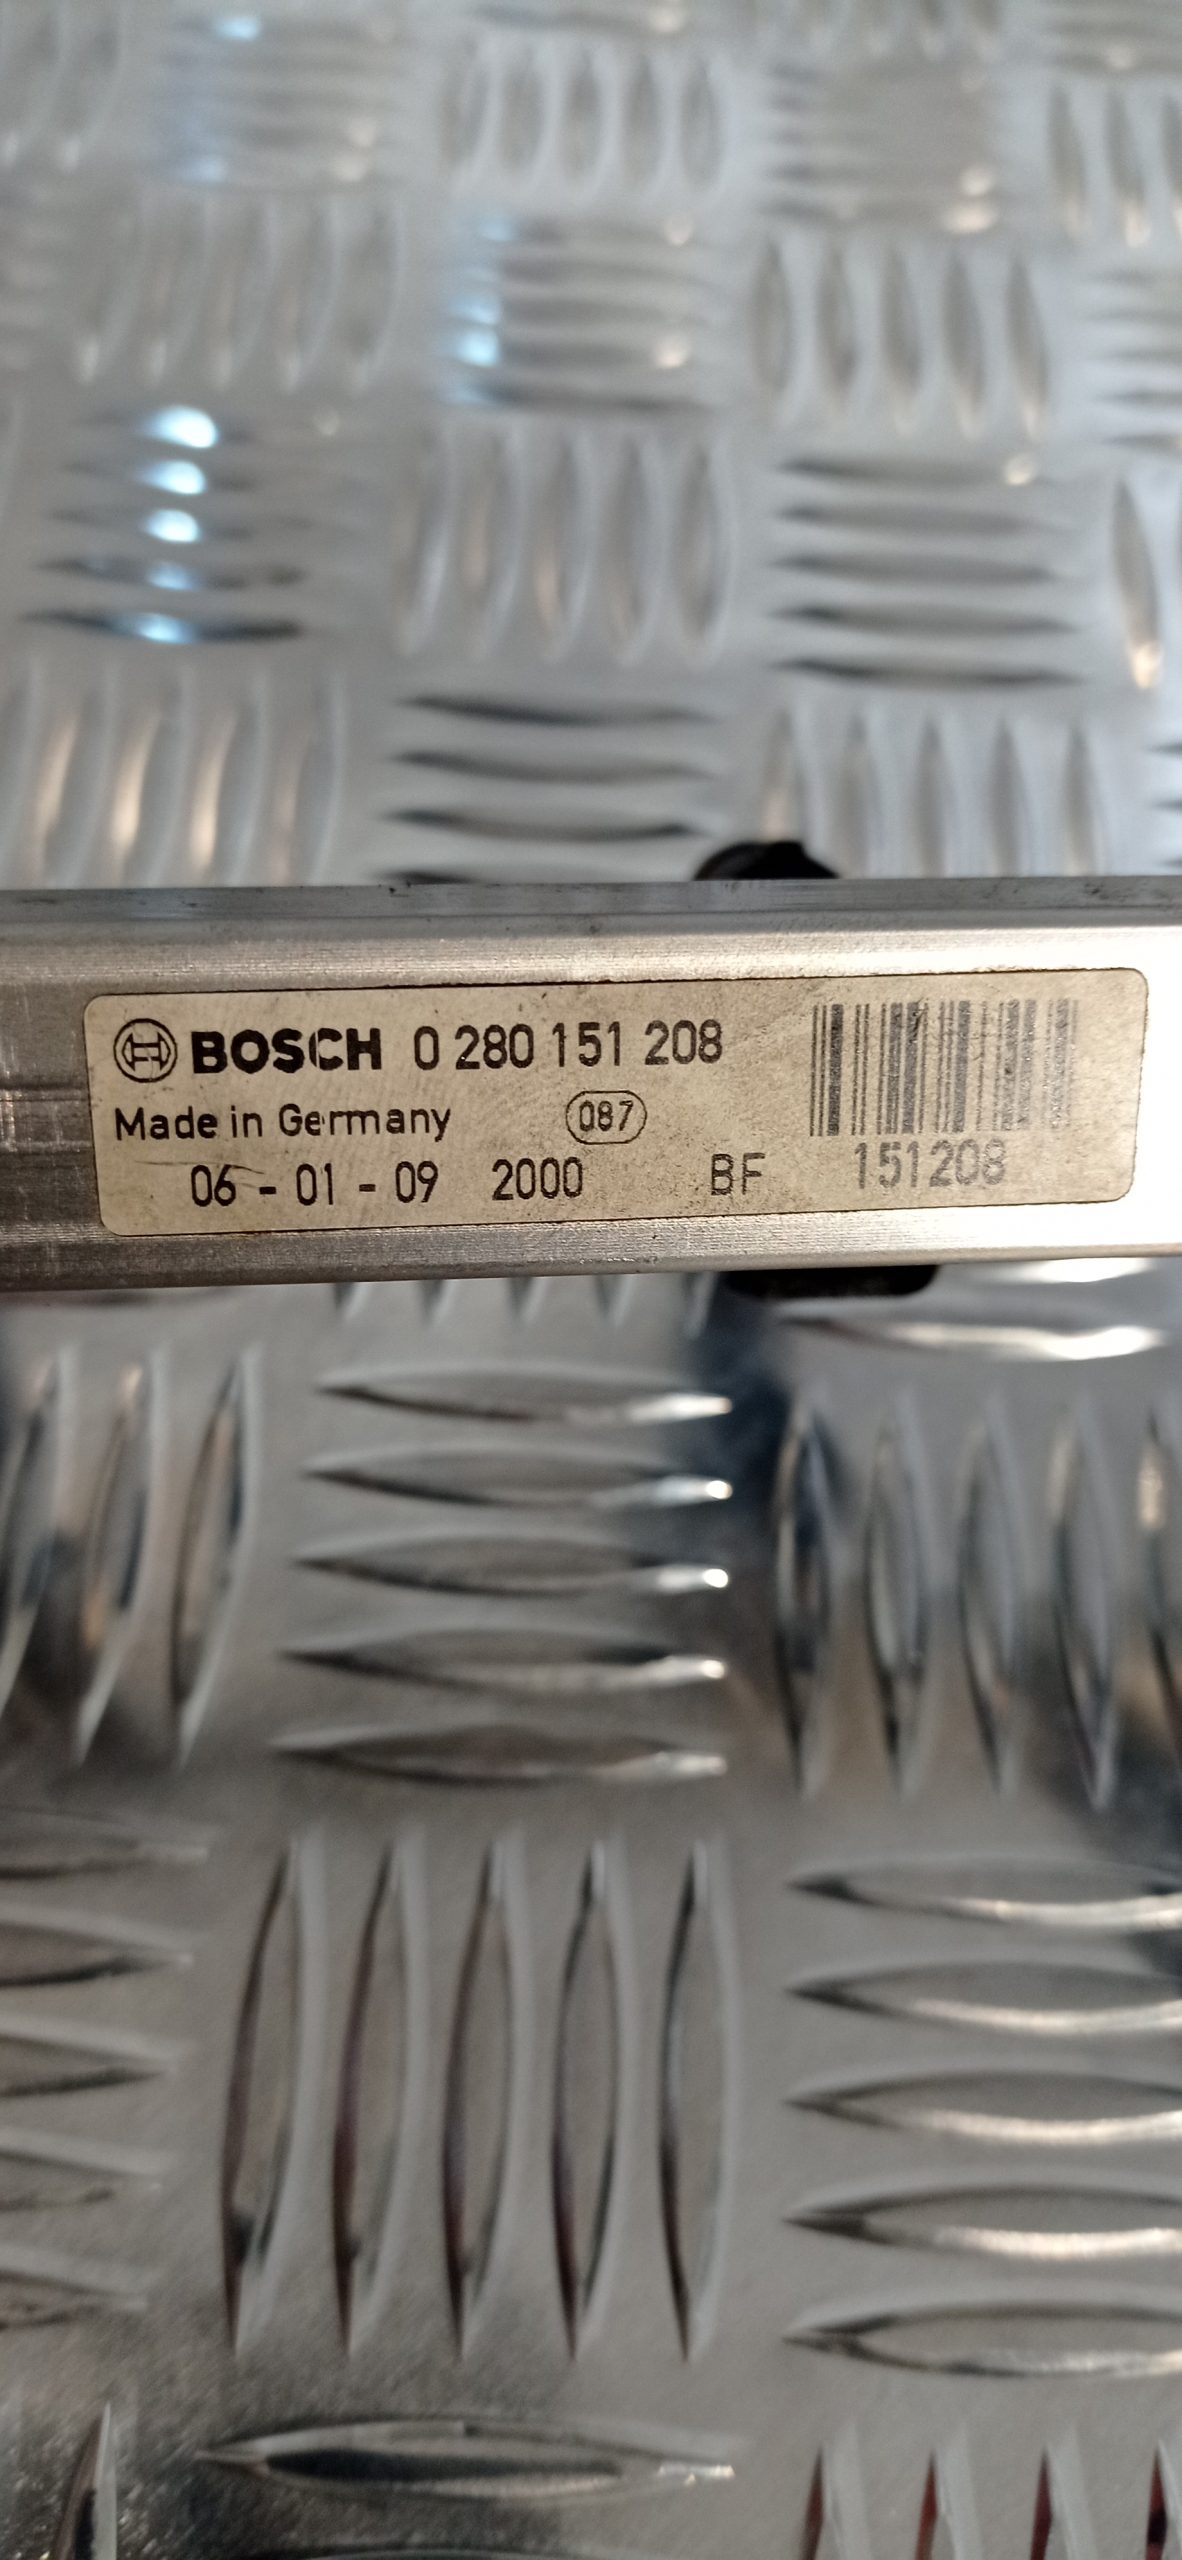 BOSCH 0 280 151 208
Made in Germany 087
06 - 01 - 09 2000 BF 151208